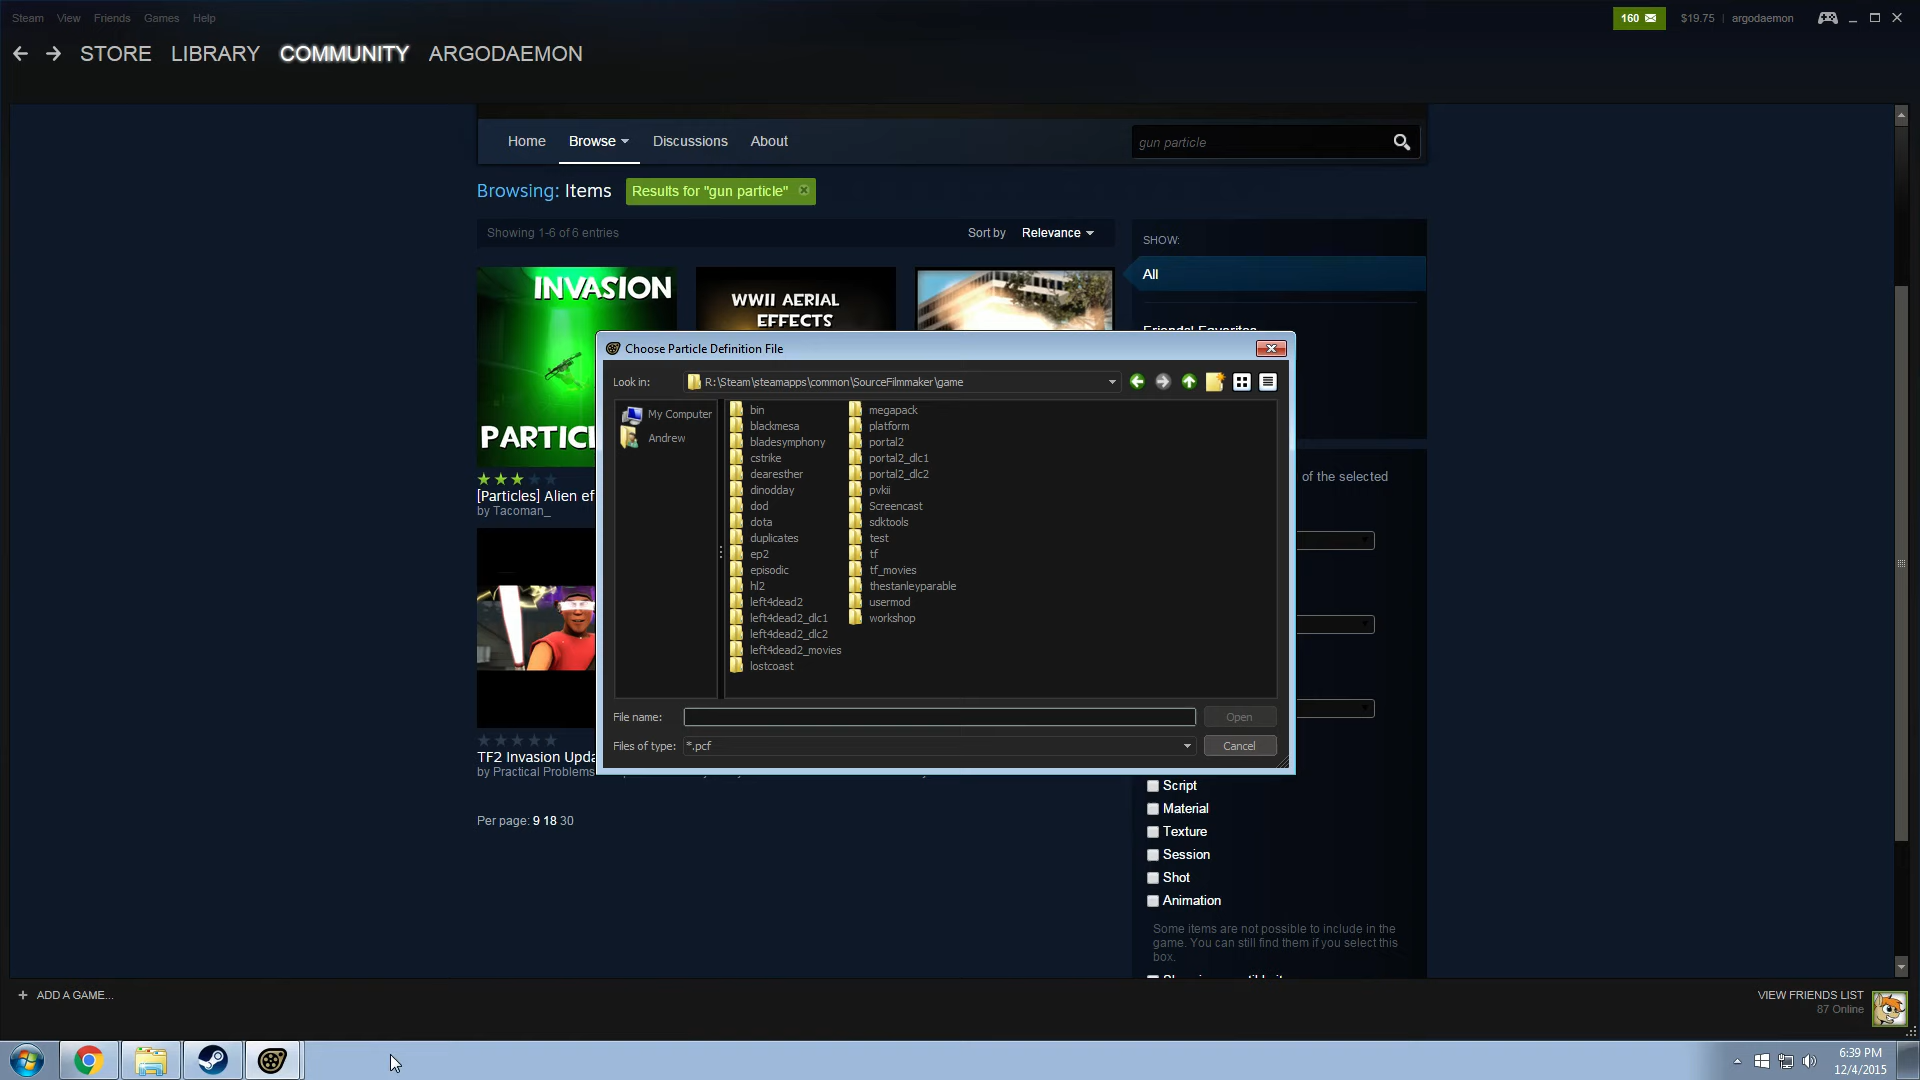 Steam View Friends Games Help
160 $19.75 | argodaemon
STORE LIBRARY COMMUNITY ARGODAEMON
Home Browse Discussions About
gun particle
Browsing: Items Results for "gun particle"
Showing 1-6 of 6 entries Sort by Relevance
SHOW:
All
Friends' Favorites
INVASION
PARTIC
WWII AERIAL
EFFECTS
[Particles] Alien ef
by Tacoman_
TF2 Invasion Upda
by Practical Problems
Per page: 9 18 30
of the selected
Choose Particle Definition File
Look in: R:\Steam\steamapps\common\SourceFilmmaker\game
My Computer
Andrew
bin
blackmesa
bladesymphony
cstrike
dearesther
dinodday
dod
dota
duplicates
ep2
episodic
hl2
left4dead2
left4dead2_dlc1
left4dead2_dlc2
left4dead2_movies
lostcoast
megapack
platform
portal2
portal2_dlc1
portal2_dlc2
pvkii
Screencast
sdktools
test
tf
tf_movies
thestanleyparable
usermod
workshop
File name: Open
Files of type: *.pcf Cancel
Script
Material
Texture
Session
Shot
Animation
Some items are not possible to include in the
game. You can still find them if you select this
box.
+ ADD A GAME...
VIEW FRIENDS LIST
87 Online
6:39 PM
12/4/2015